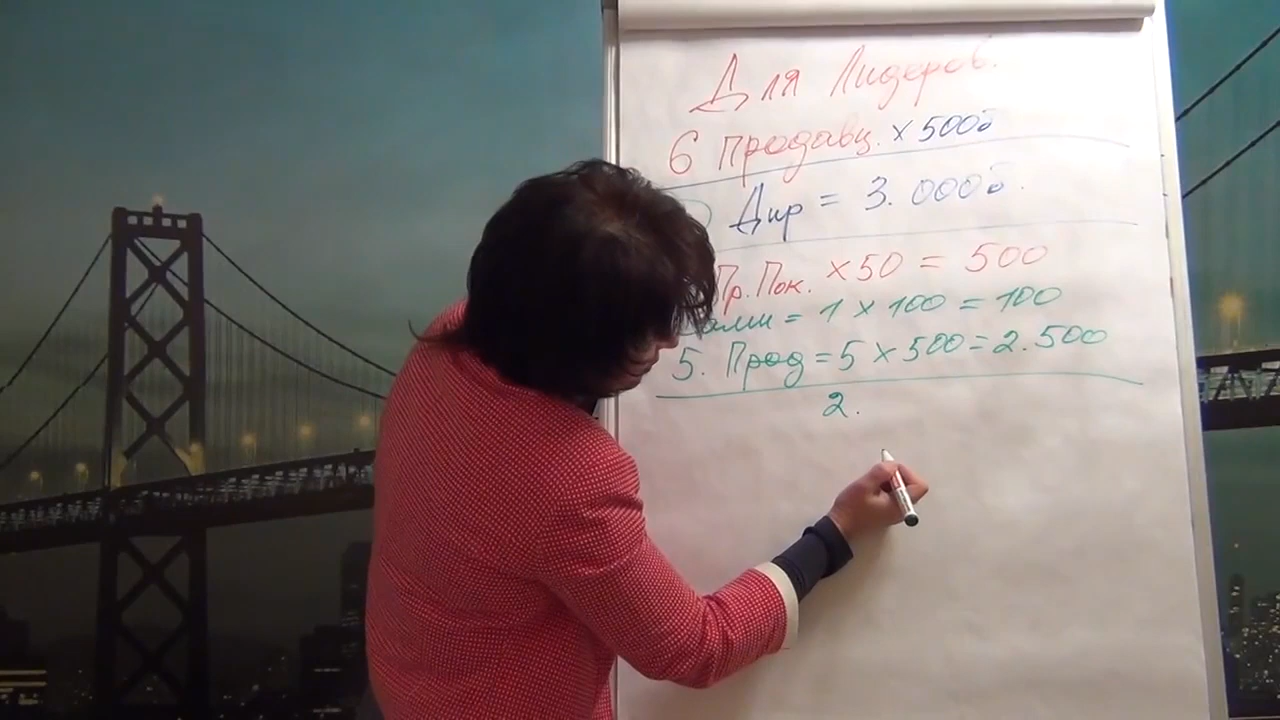 Для Лидеров.
6 продавц. x 500б
Дир = 3.000б.
Пр. Пок. x 50 = 500
= 1 x 100 = 100
5. Прод = 5 x 500 = 2.500
2.